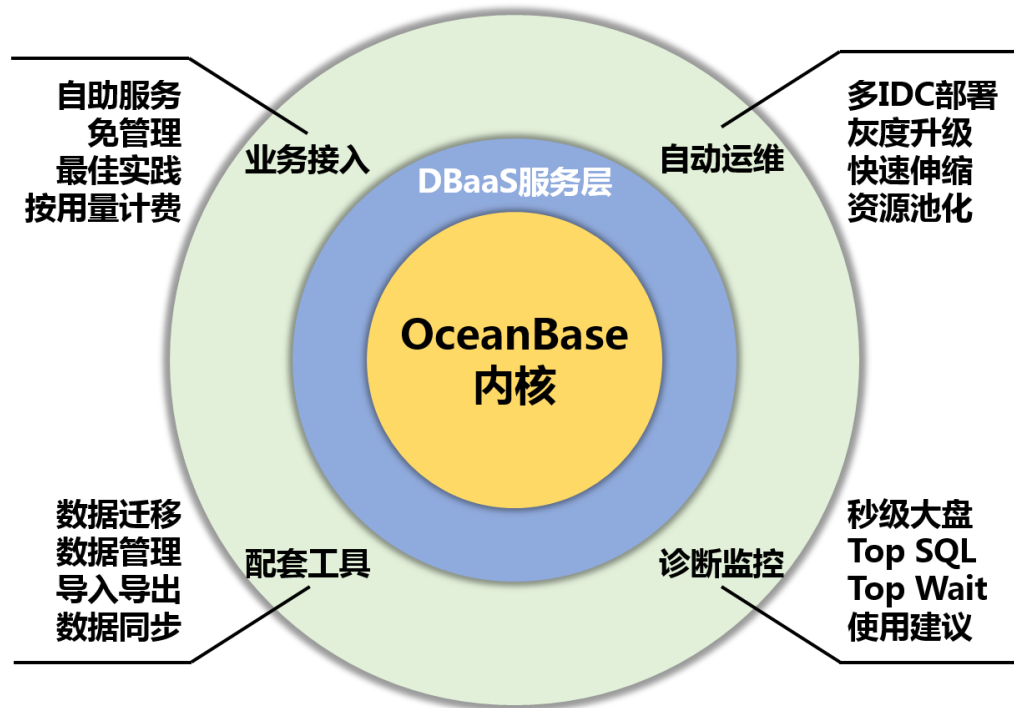 自助服务
免管理
最佳实践
按用量计费
业务接入
多IDC部署
灰度升级
快速伸缩
资源池化
自动运维
DBaaS服务层
OceanBase
内核
数据迁移
数据管理
导入导出
数据同步
配套工具
秒级大盘
Top SQL
Top Wait
使用建议
诊断监控